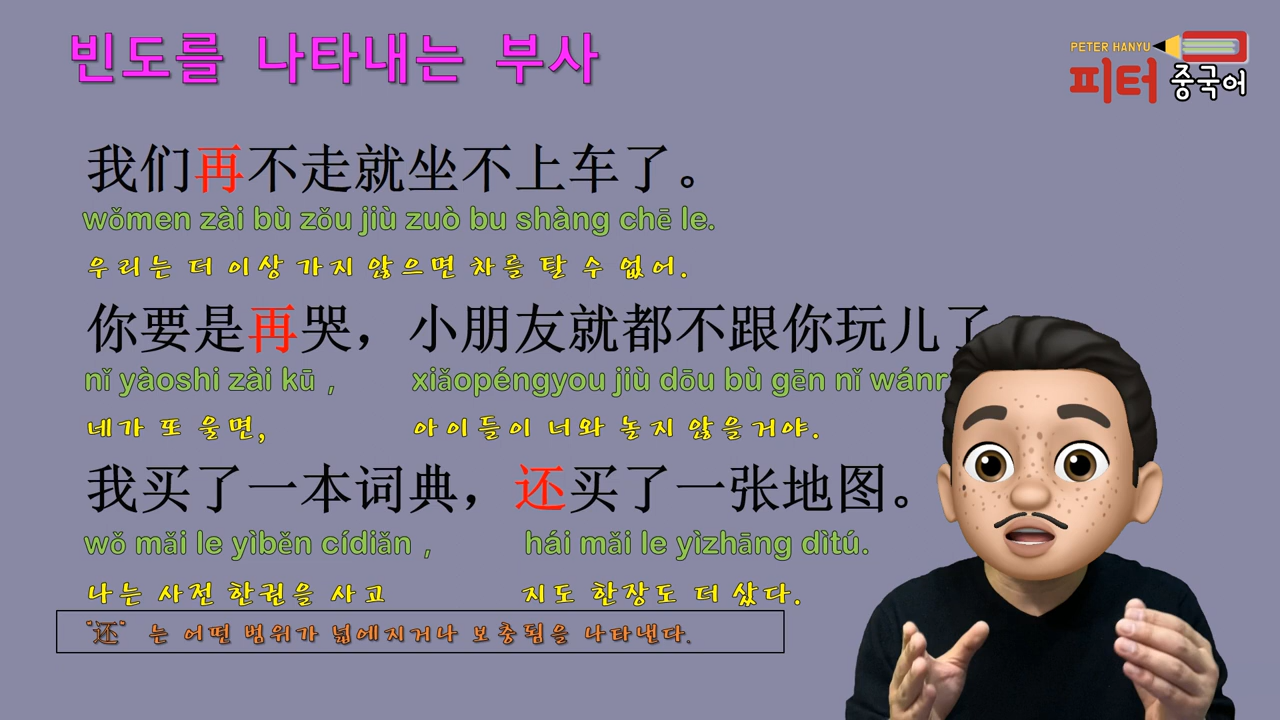 빈도를 나타내는 부사
PETER HANYU
피터 중국어
我们再不走就坐不上车了。
wǒmen zài bù zǒu jiù zuò bu shàng chē le.
우리는 더 이상 가지 않으면 차를 탈 수 없어.
你要是再哭，小朋友就都不跟你玩儿了
nǐ yàoshi zài kū， xiǎopéngyou jiù dōu bù gēn nǐ wánr
네가 또 울면, 아이들이 너와 놀지 않을거야.
我买了一本词典，还买了一张地图。
wǒ mǎi le yìběn cídiǎn， hái mǎi le yìzhāng dìtú.
나는 사전 한권을 사고 지도 한장도 더 샀다.
"还" 는 어떤 범위가 넓에지거나 보충됨을 나타낸다.